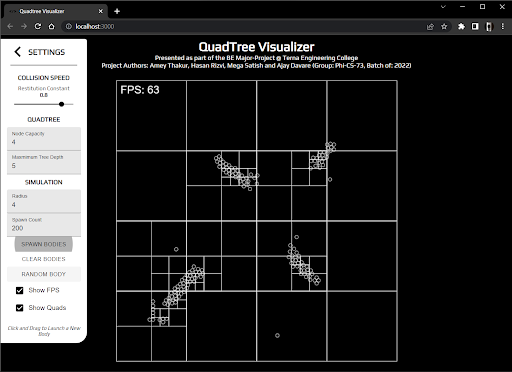 Quadtree Visualizer
localhost:3000
SETTINGS
COLLISION SPEED
Restitution Constant
0.8
QUADTREE
Node Capacity
4
Maximimum Tree Depth
5
SIMULATION
Radius
4
Spawn Count
200
SPAWN BODIES
CLEAR BODIES
RANDOM BODY
Show FPS
Show Quads
Click and Drag to Launch a New
Body
QuadTree Visualizer
Presented as part of the BE Major-Project @ Terna Engineering College
Project Authors: Amey Thakur, Hasan Rizvi, Mega Satish and Ajay Davare (Group: Phi-CS-73, Batch of: 2022)
FPS: 63